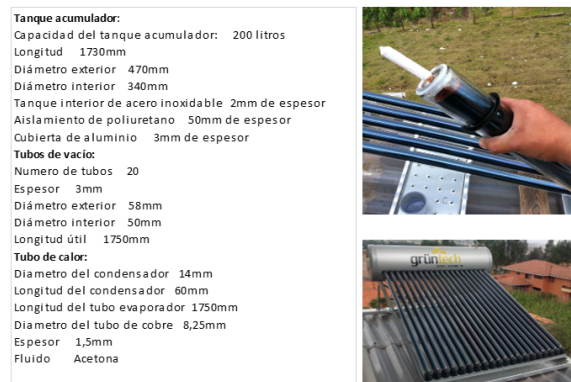 Tanque acumulador:
Capacidad del tanque acumulador: 200 litros
Longitud 1730mm
Diámetro exterior 470mm
Diámetro interior 340mm
Tanque interior de acero inoxidable 2mm de espesor
Aislamiento de poliuretano 50mm de espesor
Cubierta de aluminio 3mm de espesor
Tubos de vacío:
Numero de tubos 20
Espesor 3mm
Diámetro exterior 58mm
Diámetro interior 50mm
Longitud útil 1750mm
Tubo de calor:
Diametro del condensador 14mm
Longitud del condensador 60mm
Longitud del tubo evaporador 1750mm
Diametro del tubo de cobre 8,25mm
Espesor 1,5mm
Fluido Acetona
grüntech